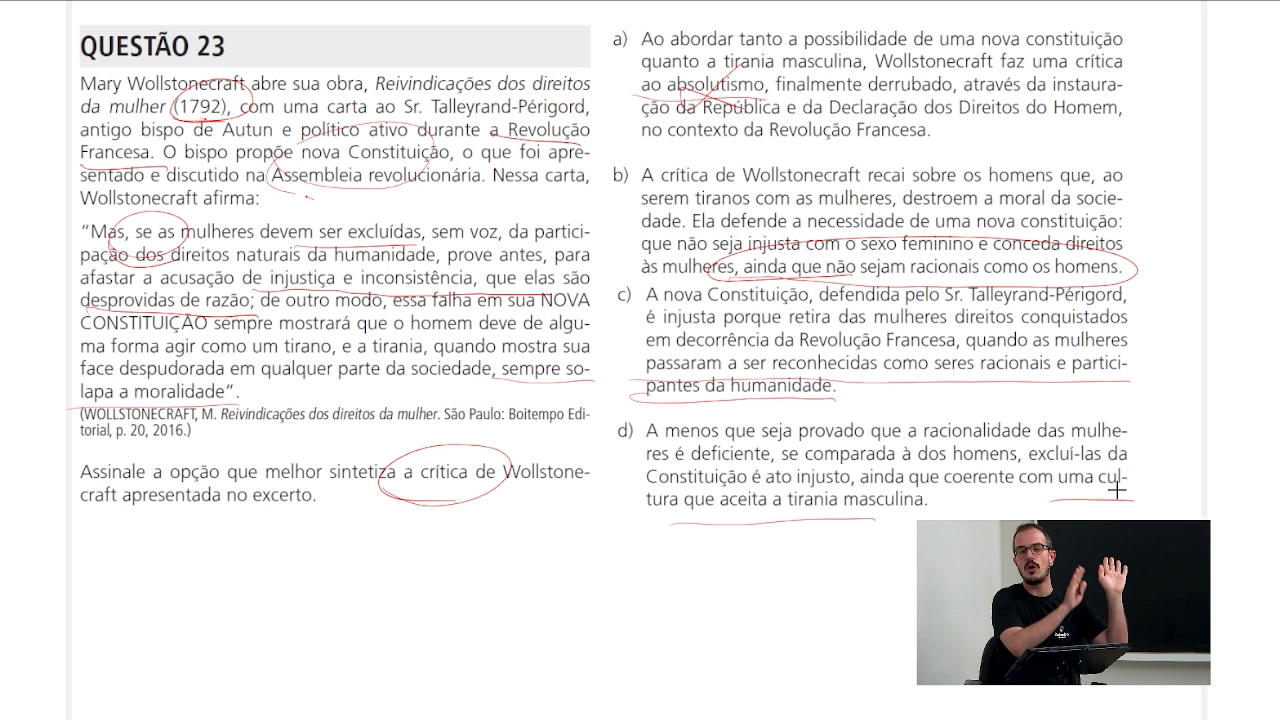 QUESTÃO 23
Mary Wollstonecraft abre sua obra, Reivindicações dos direitos
da mulher (1792), com uma carta ao Sr. Talleyrand-Périgord,
antigo bispo de Autun e político ativo durante a Revolução
Francesa. O bispo propõe nova Constituição, o que foi apre-
sentado e discutido na Assembleia revolucionária. Nessa carta,
Wollstonecraft afirma:
“Mas, se as mulheres devem ser excluídas, sem voz, da partici-
pação dos direitos naturais da humanidade, prove antes, para
afastar a acusação de injustiça e inconsistência, que elas são
desprovidas de razão; de outro modo, essa falha em sua NOVA
CONSTITUIÇÃO sempre mostrará que o homem deve de algu-
ma forma agir como um tirano, e a tirania, quando mostra sua
face despudorada em qualquer parte da sociedade, sempre so-
lapa a moralidade”.
(WOLLSTONECRAFT, M. Reivindicações dos direitos da mulher. São Paulo: Boitempo Edi-
torial, p. 20, 2016.)
Assinale a opção que melhor sintetiza a crítica de Wollstone-
craft apresentada no excerto.
a) Ao abordar tanto a possibilidade de uma nova constituição
quanto a tirania masculina, Wollstonecraft faz uma crítica
ao absolutismo, finalmente derrubado, através da instaura-
ção da República e da Declaração dos Direitos do Homem,
no contexto da Revolução Francesa.
b) A crítica de Wollstonecraft recai sobre os homens que, ao
serem tiranos com as mulheres, destroem a moral da socie-
dade. Ela defende a necessidade de uma nova constituição:
que não seja injusta com o sexo feminino e conceda direitos
às mulheres, ainda que não sejam racionais como os homens.
c) A nova Constituição, defendida pelo Sr. Talleyrand-Périgord,
é injusta porque retira das mulheres direitos conquistados
em decorrência da Revolução Francesa, quando as mulheres
passaram a ser reconhecidas como seres racionais e partici-
pantes da humanidade.
d) A menos que seja provado que a racionalidade das mulhe-
res é deficiente, se comparada à dos homens, excluí-las da
Constituição é ato injusto, ainda que coerente com uma cul-
tura que aceita a tirania masculina.